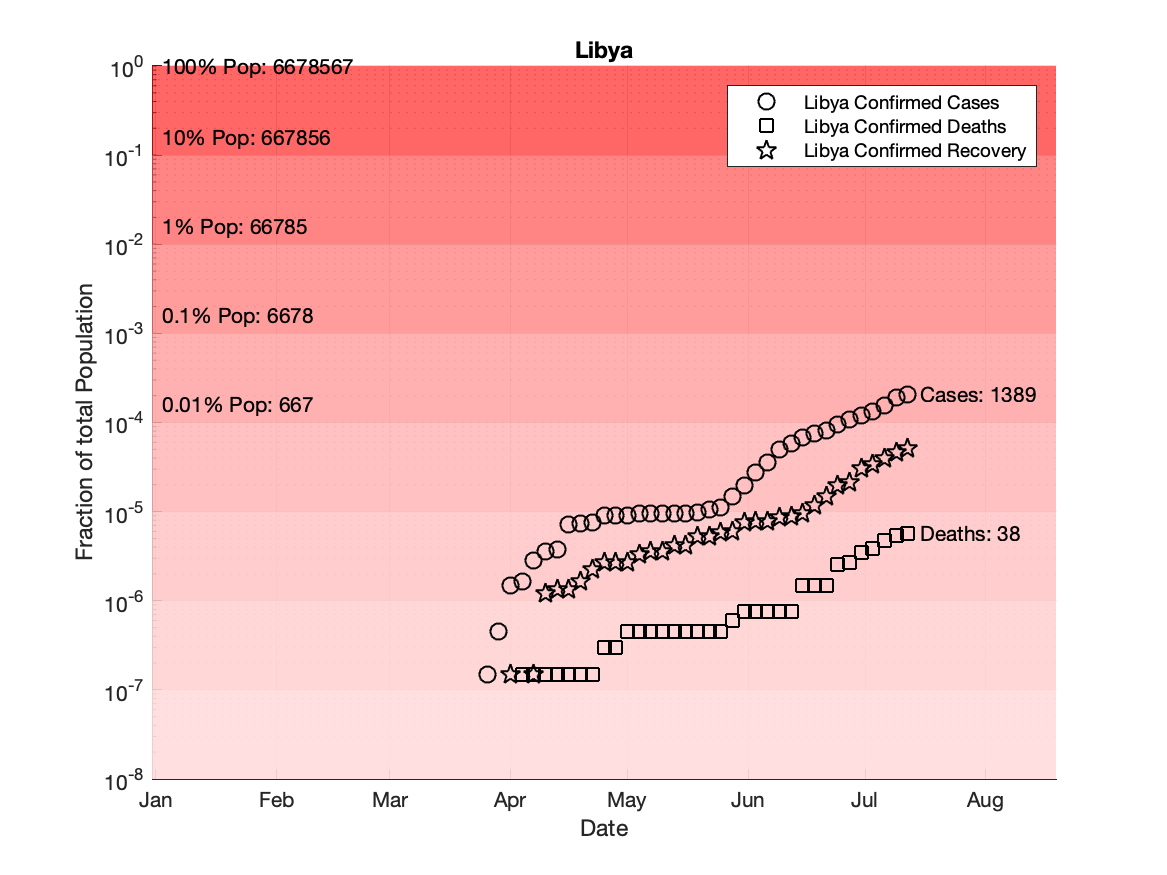 Libya
10^0
100% Pop: 6678567
Libya Confirmed Cases
Libya Confirmed Deaths
Libya Confirmed Recovery
10% Pop: 667856
10^-1
1% Pop: 66785
10^-2
0.1% Pop: 6678
10^-3
Cases: 1389
0.01% Pop: 667
10^-4
10^-5
Deaths: 38
10^-6
10^-7
10^-8
Fraction of total Population
Jan Feb Mar Apr May Jun Jul Aug
Date